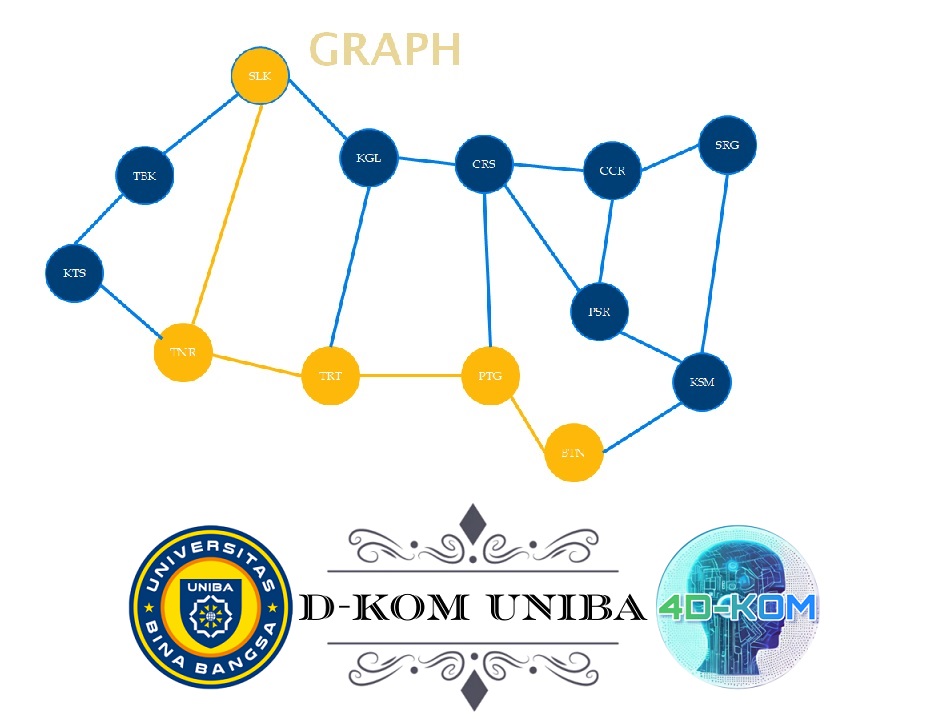 GRAPH
SLK
KGL
CRS
CCR
SRG
TBK
KTS
PSR
TNR
TRT
PTG
KSM
BTN
UNIVERSITAS
UNIBA
BINA BANGSA
D-KOM UNIBA
4D-KOM